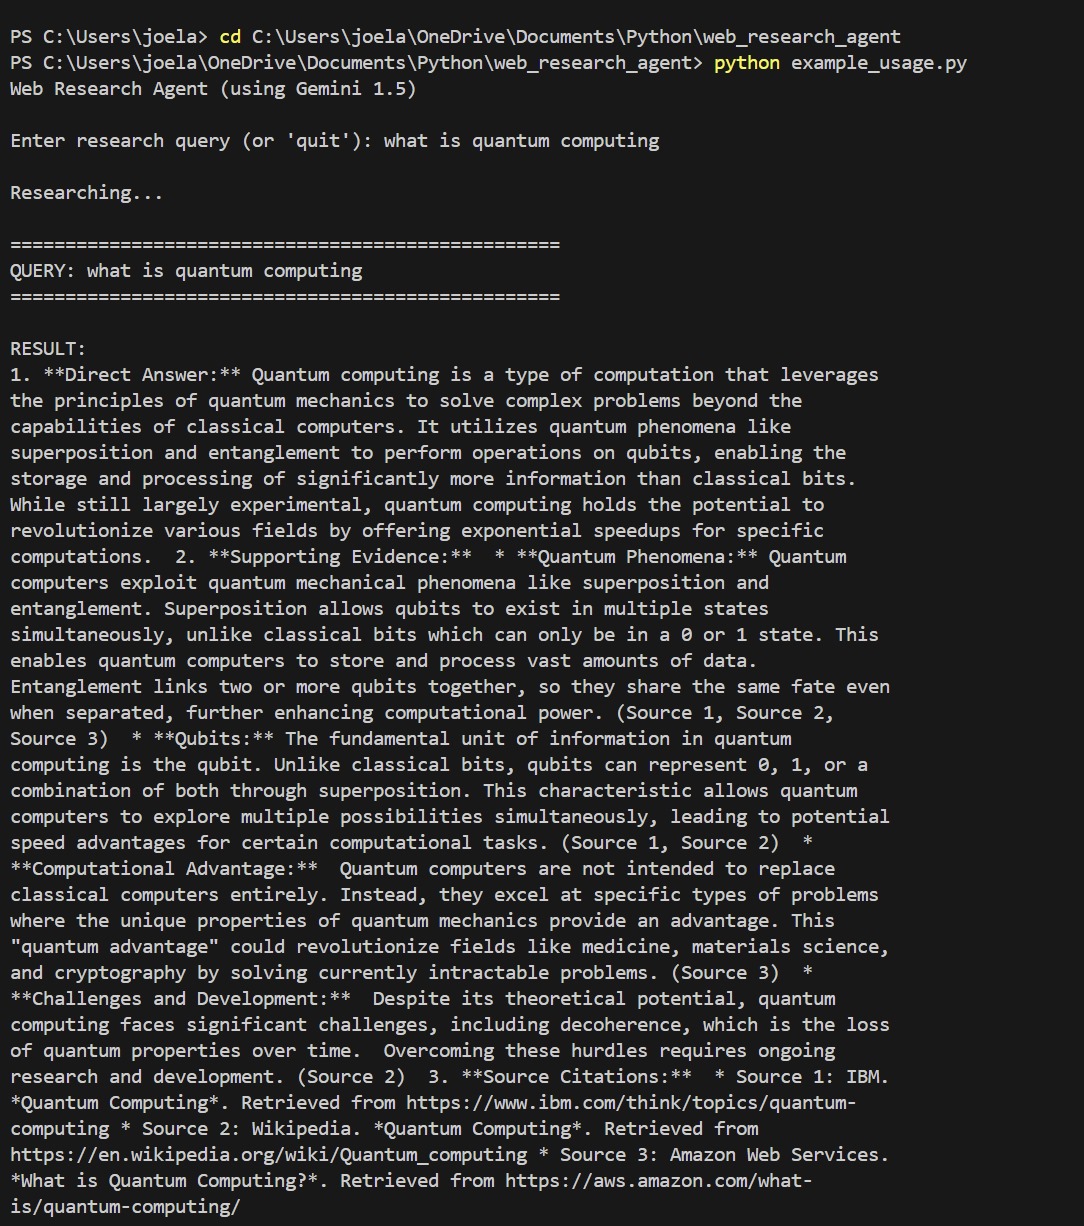 PS C:\Users\joela> cd C:\Users\joela\OneDrive\Documents\Python\web_research_agent
PS C:\Users\joela\OneDrive\Documents\Python\web_research_agent> python example_usage.py
Web Research Agent (using Gemini 1.5)
Enter research query (or 'quit'): what is quantum computing
Researching...
==================================================
QUERY: what is quantum computing
==================================================
RESULT:
1. **Direct Answer:** Quantum computing is a type of computation that leverages
the principles of quantum mechanics to solve complex problems beyond the
capabilities of classical computers. It utilizes quantum phenomena like
superposition and entanglement to perform operations on qubits, enabling the
storage and processing of significantly more information than classical bits.
While still largely experimental, quantum computing holds the potential to
revolutionize various fields by offering exponential speedups for specific
computations.  2. **Supporting Evidence:**  * **Quantum Phenomena:** Quantum
computers exploit quantum mechanical phenomena like superposition and
entanglement. Superposition allows qubits to exist in multiple states
simultaneously, unlike classical bits which can only be in a 0 or 1 state. This
enables quantum computers to store and process vast amounts of data.
Entanglement links two or more qubits together, so they share the same fate even
when separated, further enhancing computational power. (Source 1, Source 2,
Source 3)  * **Qubits:** The fundamental unit of information in quantum
computing is the qubit. Unlike classical bits, qubits can represent 0, 1, or a
combination of both through superposition. This characteristic allows quantum
computers to explore multiple possibilities simultaneously, leading to potential
speed advantages for certain computational tasks. (Source 1, Source 2)  *
**Computational Advantage:**  Quantum computers are not intended to replace
classical computers entirely. Instead, they excel at specific types of problems
where the unique properties of quantum mechanics provide an advantage. This
"quantum advantage" could revolutionize fields like medicine, materials science,
and cryptography by solving currently intractable problems. (Source 3)  *
**Challenges and Development:**  Despite its theoretical potential, quantum
computing faces significant challenges, including decoherence, which is the loss
of quantum properties over time.  Overcoming these hurdles requires ongoing
research and development. (Source 2)  3. **Source Citations:**  * Source 1: IBM.
*Quantum Computing*. Retrieved from https://www.ibm.com/think/topics/quantum-
computing * Source 2: Wikipedia. *Quantum Computing*. Retrieved from
https://en.wikipedia.org/wiki/Quantum_computing * Source 3: Amazon Web Services.
*What is Quantum Computing?*. Retrieved from https://aws.amazon.com/what-
is/quantum-computing/